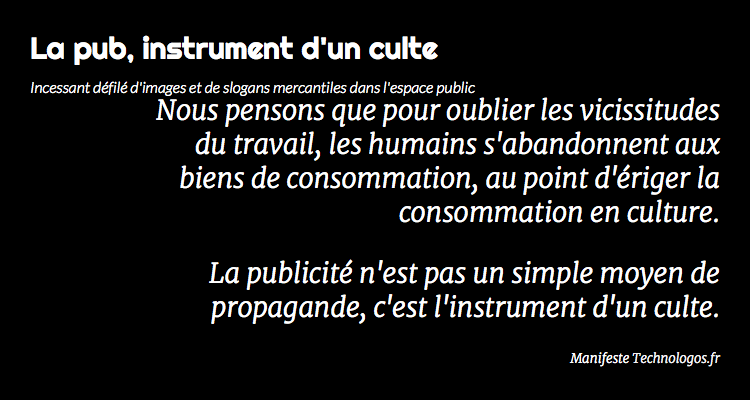 La pub, instrument d'un culte
Incessant défilé d'images et de slogans mercantiles dans l'espace public
Nous pensons que pour oublier les vicissitudes
du travail, les humains s'abandonnent aux
biens de consommation, au point d'ériger la
consommation en culture.
La publicité n'est pas un simple moyen de
propagande, c'est l'instrument d'un culte.
Manifeste Technologos.fr